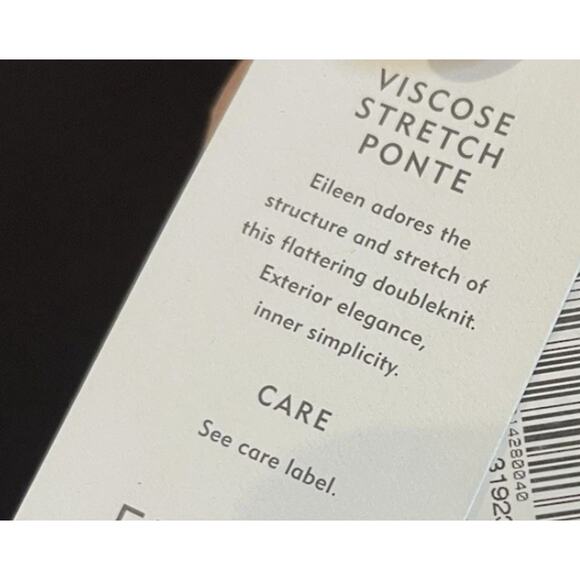 VISCOSE
STRETCH
PONTE
Eileen adores the
structure and stretch of
this flattering doubleknit.
Exterior elegance,
inner simplicity.
CARE
See care label.
14280040